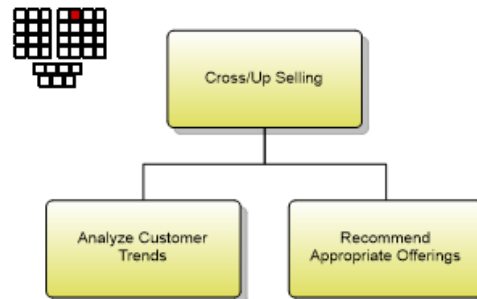 Cross/Up Selling
Analyze Customer
Trends
Recommend
Appropriate Offerings